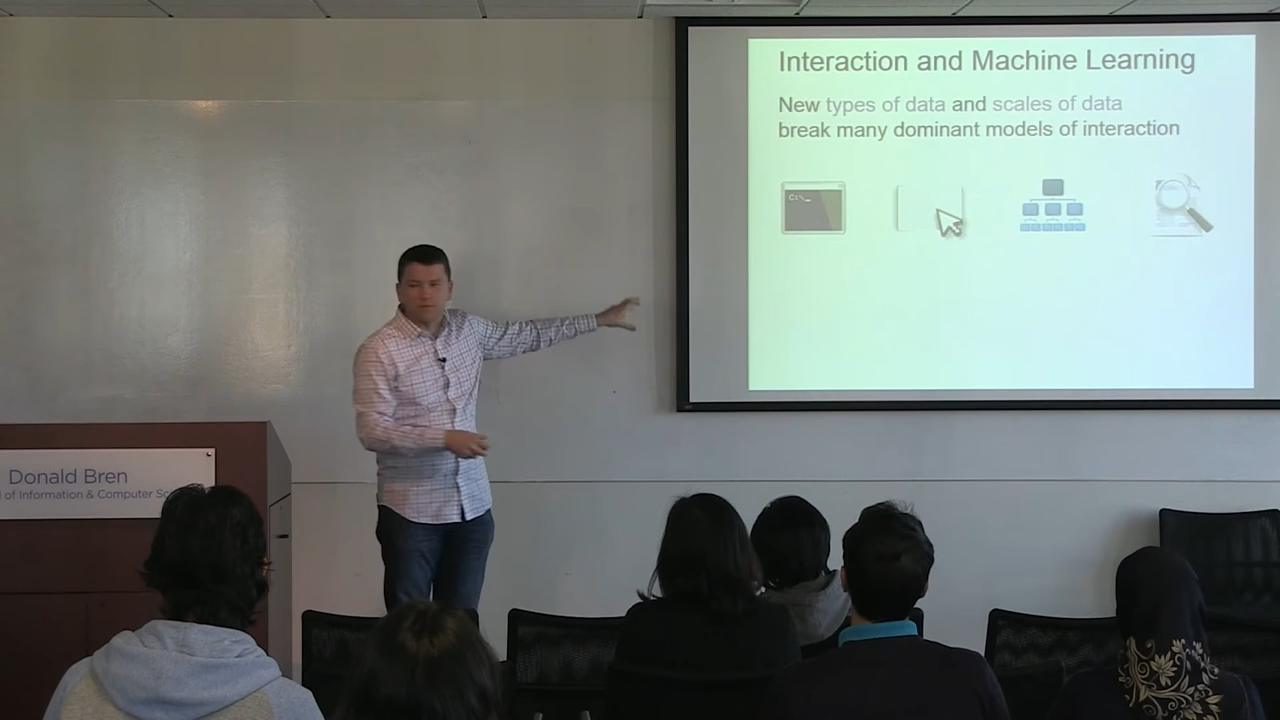 Interaction and Machine Learning
New types of data and scales of data
break many dominant models of interaction
C:\._
Donald Bren
of Information & Computer